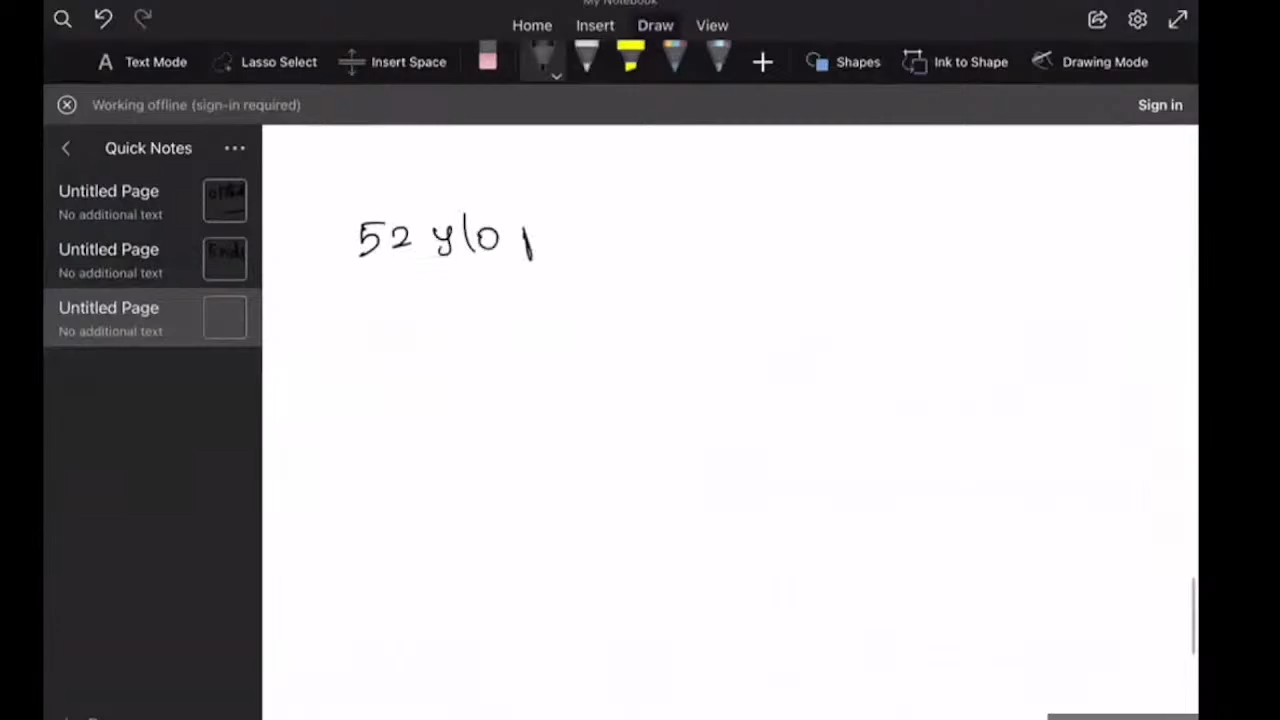 My Notebook
Home Insert Draw View
Text Mode Lasso Select Insert Space Shapes Ink to Shape Drawing Mode
Working offline (sign-in required) Sign in
Quick Notes
Untitled Page
No additional text
Untitled Page
No additional text
Untitled Page
No additional text
52 y/o